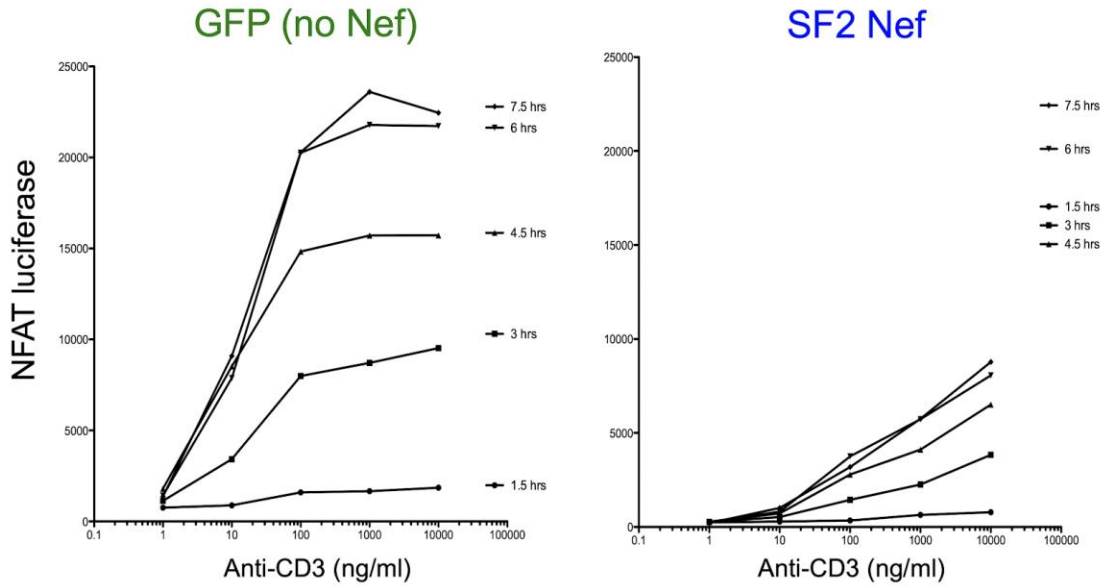 GFP (no Nef)
NFAT luciferase
25000
20000
15000
10000
5000
0
0.1 1 10 100 1000 10000 100000
Anti-CD3 (ng/ml)
7.5 hrs
6 hrs
4.5 hrs
3 hrs
1.5 hrs
SF2 Nef
25000
20000
15000
10000
5000
0
0.1 1 10 100 1000 10000 100000
Anti-CD3 (ng/ml)
7.5 hrs
6 hrs
1.5 hrs
3 hrs
4.5 hrs